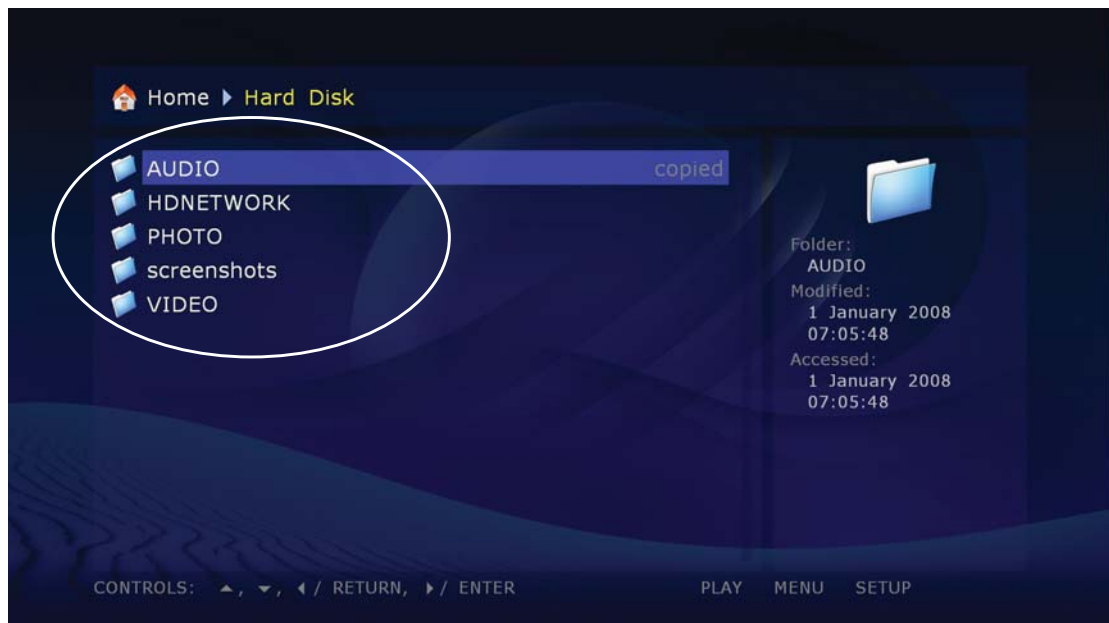 Home Hard Disk
AUDIO copied
HDNETWORK
PHOTO
screenshots
VIDEO
Folder:
AUDIO
Modified:
1 January 2008
07:05:48
Accessed:
1 January 2008
07:05:48
CONTROLS: ▲, ▼, ◀ / RETURN, ▶ / ENTER PLAY MENU SETUP